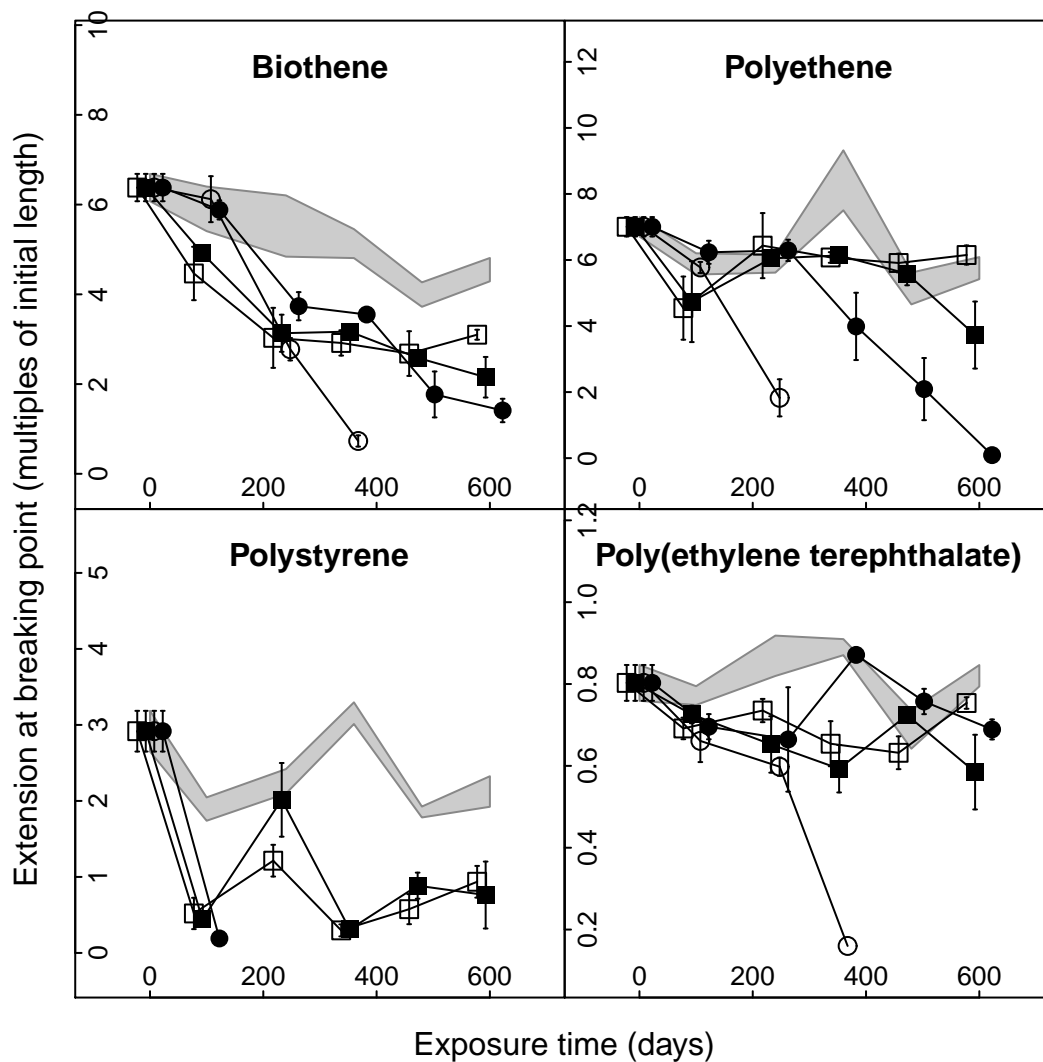 Extension at breaking point (multiples of initial length)
Biothene
0 2 4 6 8 10
0 200 400 600
Polyethene
0 2 4 6 8 10 12
0 200 400 600
Polystyrene
0 1 2 3 4 5
0 200 400 600
Poly(ethylene terephthalate)
0.2 0.4 0.6 0.8 1.0 1.2
0 200 400 600
Exposure time (days)